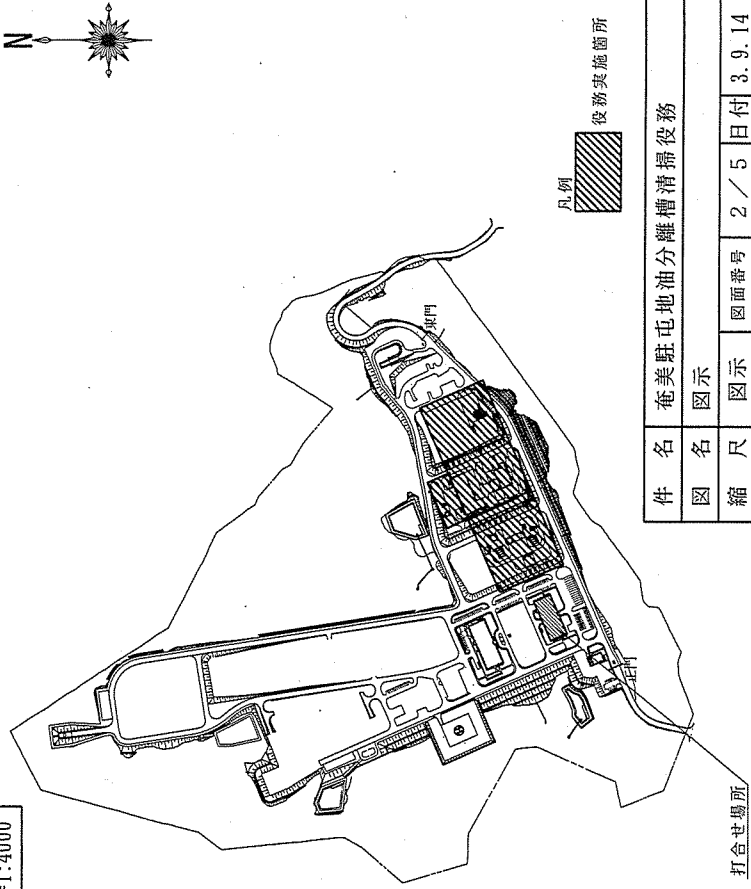 1:4000
N
凡例
役務実施箇所
東門
正門
打合せ場所
件名 奄美駐屯地油分離槽清掃役務
図名 図示
縮尺 図示 図面番号 2/5 日付 3.9.14